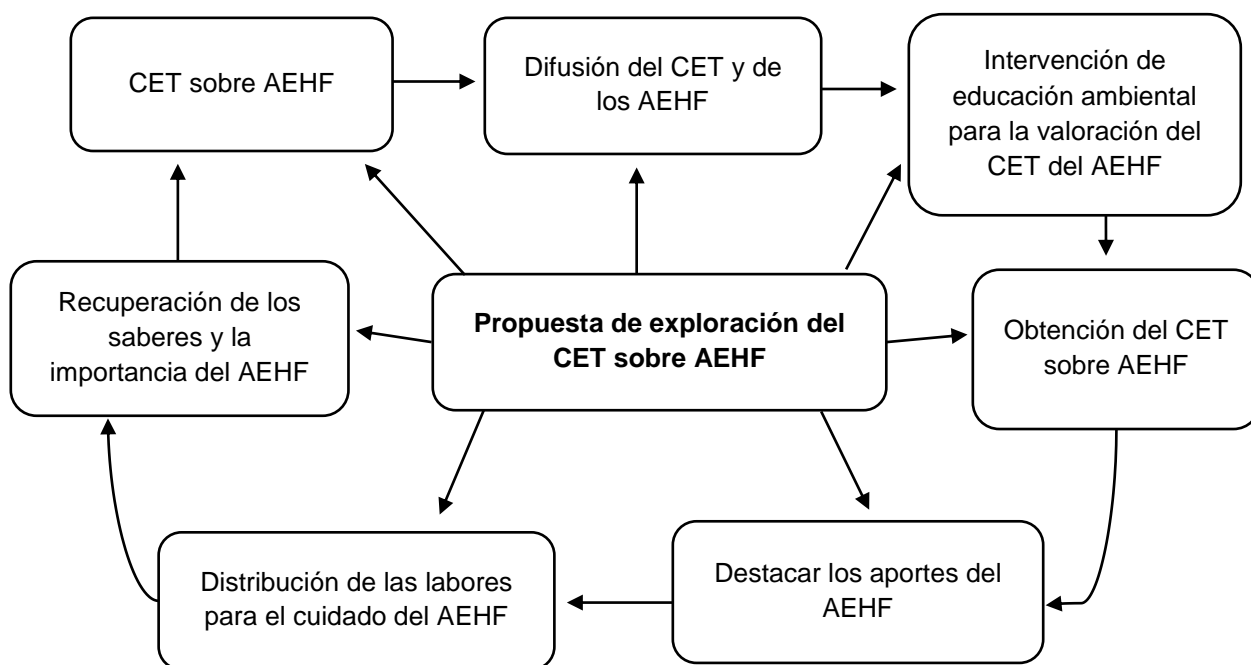 CET sobre AEHF
Difusión del CET y de
los AEHF
Intervención de
educación ambiental
para la valoración del
CET del AEHF
Recuperación de los
saberes y la
importancia del AEHF
Propuesta de exploración del
CET sobre AEHF
Obtención del CET
sobre AEHF
Distribución de las labores
para el cuidado del AEHF
Destacar los aportes del
AEHF